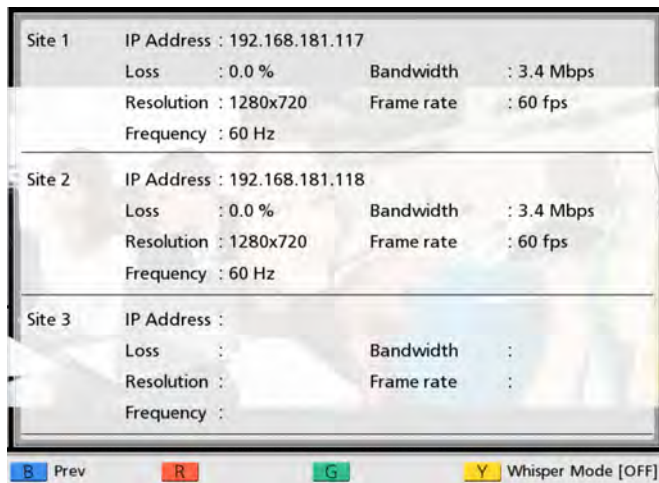 Site 1 IP Address : 192.168.181.117
Loss : 0.0 % Bandwidth : 3.4 Mbps
Resolution : 1280x720 Frame rate : 60 fps
Frequency : 60 Hz
Site 2 IP Address : 192.168.181.118
Loss : 0.0 % Bandwidth : 3.4 Mbps
Resolution : 1280x720 Frame rate : 60 fps
Frequency : 60 Hz
Site 3 IP Address :
Loss : Bandwidth :
Resolution : Frame rate :
Frequency :
B Prev R G Y Whisper Mode [OFF]